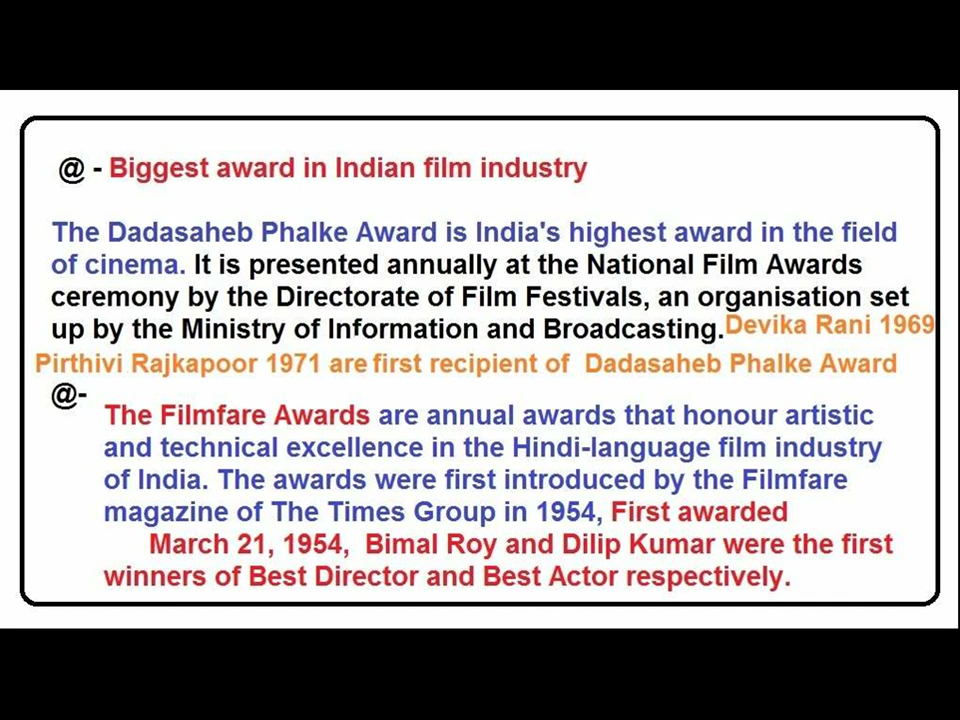 @ - Biggest award in Indian film industry
The Dadasaheb Phalke Award is India's highest award in the field
of cinema. It is presented annually at the National Film Awards
ceremony by the Directorate of Film Festivals, an organisation set
up by the Ministry of Information and Broadcasting. Devika Rani 1969
Pirthivi Rajkapoor 1971 are first recipient of Dadasaheb Phalke Award
@-
The Filmfare Awards are annual awards that honour artistic
and technical excellence in the Hindi-language film industry
of India. The awards were first introduced by the Filmfare
magazine of The Times Group in 1954, First awarded
March 21, 1954, Bimal Roy and Dilip Kumar were the first
winners of Best Director and Best Actor respectively.